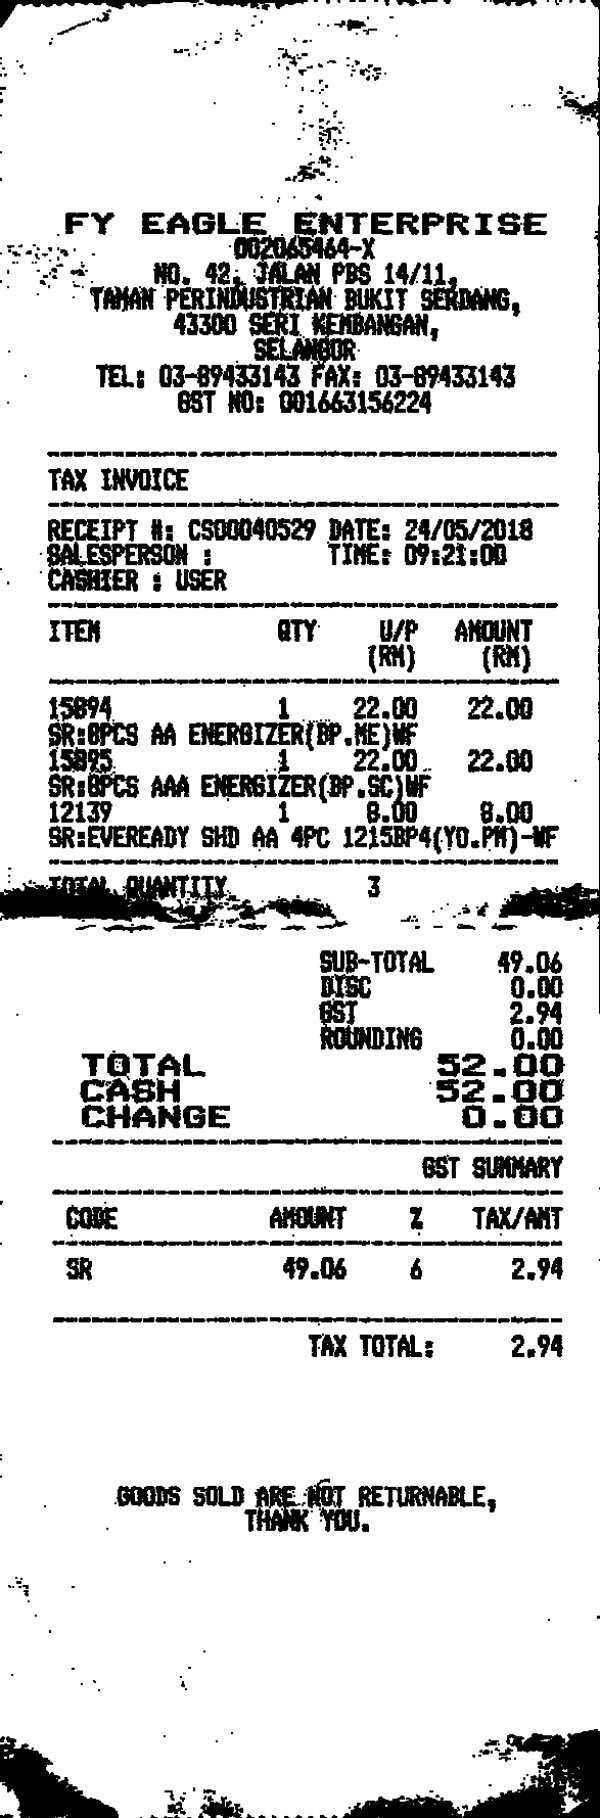 FY EAGLE ENTERPRISE
002065464-X
NO. 42, JALAN PBS 14/11,
TAMAN PERINDUSTRIAN BUKIT SERDANG,
43300 SERI KEMBANGAN,
SELANGOR
TEL: 03-89433143 FAX: 03-89433143
GST NO: 001663156224
TAX INVOICE
RECEIPT #: CS00040529 DATE: 24/05/2018
SALESPERSON : TIME: 09:21:00
CASHIER : USER
ITEM QTY U/P AMOUNT
(RM) (RM)
15894 1 22.00 22.00
SR:8PCS AA ENERGIZER(BP.ME)WF
15895 1 22.00 22.00
SR:8PCS AAA ENERGIZER(BP.SC)WF
12139 1 8.00 8.00
SR:EVEREADY SHD AA 4PC 1215BP4(YO.PM)-WF
TOTAL QUANTITY 3
SUB-TOTAL 49.06
DISC 0.00
GST 2.94
ROUNDING 0.00
TOTAL 52.00
CASH 52.00
CHANGE 0.00
GST SUMMARY
CODE AMOUNT % TAX/AMT
SR 49.06 6 2.94
TAX TOTAL: 2.94
GOODS SOLD ARE NOT RETURNABLE,
THANK YOU.